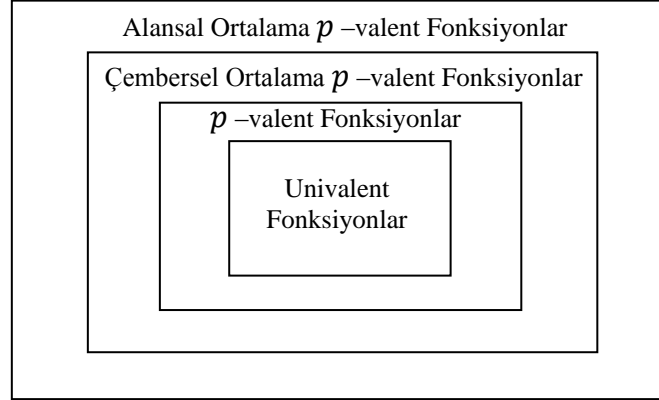 Alansal Ortalama p –valent Fonksiyonlar
Çembersel Ortalama p –valent Fonksiyonlar
p –valent Fonksiyonlar
Univalent
Fonksiyonlar